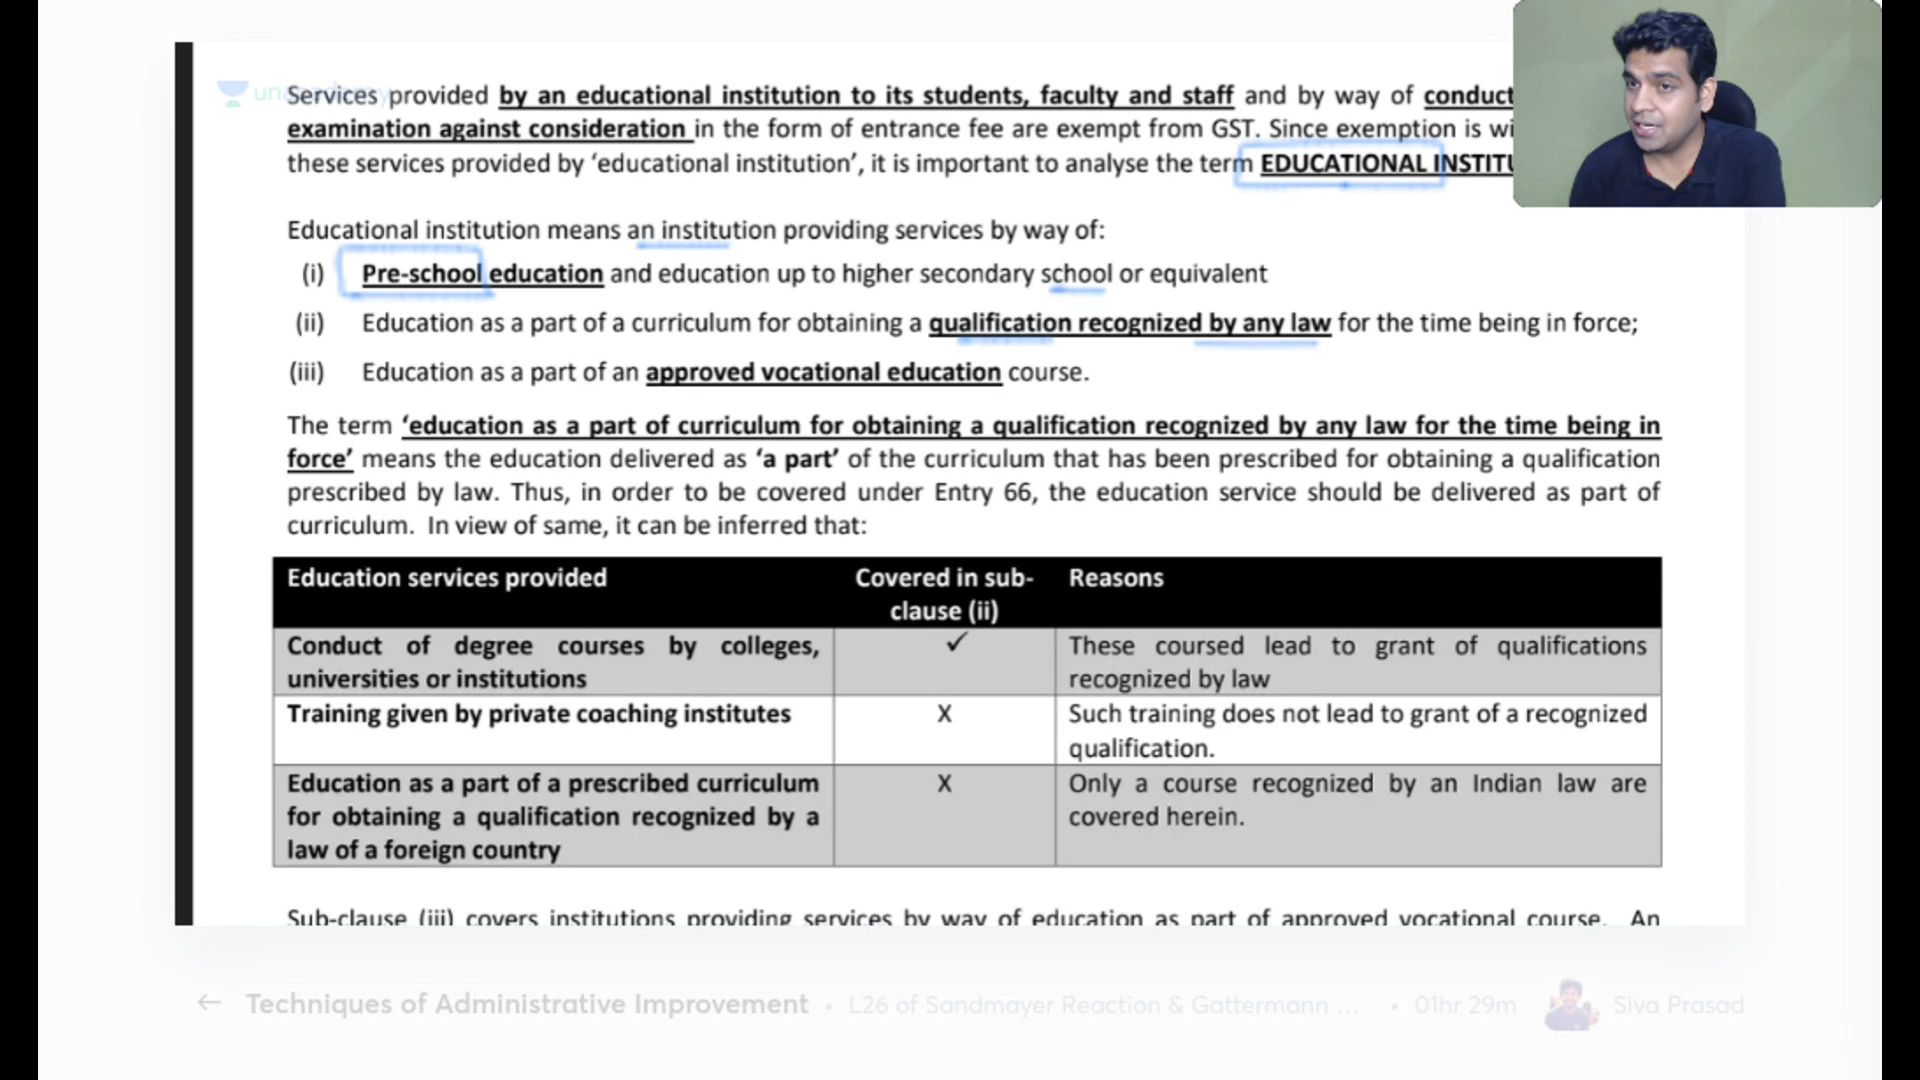 unacademy
Services provided by an educational institution to its students, faculty and staff and by way of conduct
examination against consideration in the form of entrance fee are exempt from GST. Since exemption is
these services provided by ‘educational institution’, it is important to analyse the term EDUCATIONAL
Educational institution means an institution providing services by way of:
(i) Pre-school education and education up to higher secondary school or equivalent
(ii) Education as a part of a curriculum for obtaining a qualification recognized by any law for the time being in force;
(iii) Education as a part of an approved vocational education course.
The term ‘education as a part of curriculum for obtaining a qualification recognized by any law for the time being in
force’ means the education delivered as ‘a part’ of the curriculum that has been prescribed for obtaining a qualification
prescribed by law. Thus, in order to be covered under Entry 66, the education service should be delivered as part of
curriculum. In view of same, it can be inferred that:
Education services provided Covered in sub- Reasons
clause (ii)
Conduct of degree courses by colleges, ✓ These coursed lead to grant of qualifications
universities or institutions recognized by law
Training given by private coaching institutes X Such training does not lead to grant of a recognized
qualification.
Education as a part of a prescribed curriculum X Only a course recognized by an Indian law are
for obtaining a qualification recognized by a covered herein.
law of a foreign country
Sub-clause (iii) covers institutions providing services by way of education as part of approved vocational course. An
← Techniques of Administrative Improvement • L26 of Sandmayer Reaction & Gattermann ... • 01hr 29m Siva Prasad